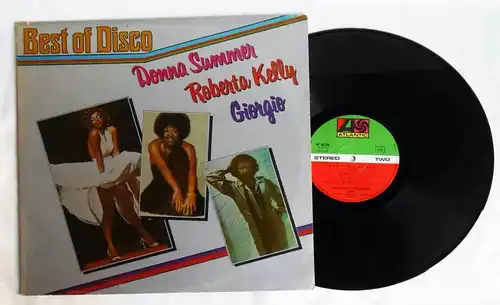 Best of Disco
Donna Summer
Roberta Kelly
Giorgio
ATLANTIC
STEREO
TWO